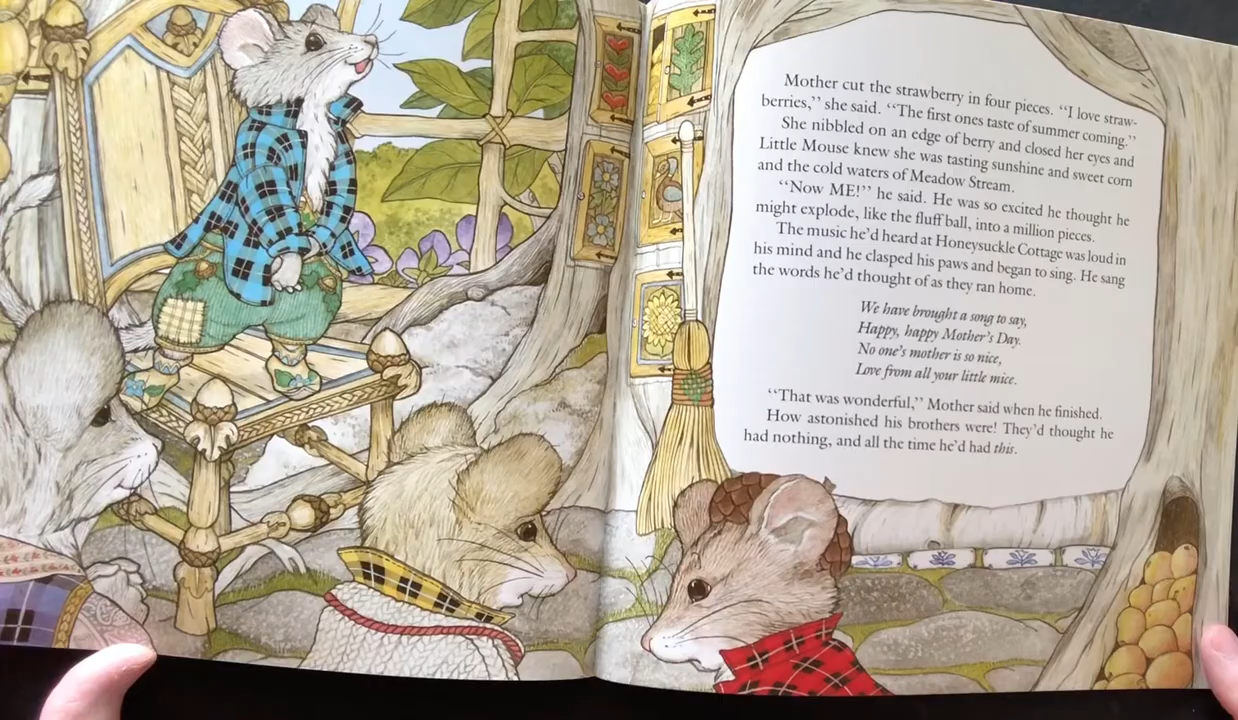 Mother cut the strawberry in four pieces. “I love straw-
berries,” she said. “The first ones taste of summer coming.”
She nibbled on an edge of berry and closed her eyes and
Little Mouse knew she was tasting sunshine and sweet corn
and the cold waters of Meadow Stream.
“Now ME!” he said. He was so excited he thought he
might explode, like the fluff ball, into a million pieces.
The music he’d heard at Honeysuckle Cottage was loud in
his mind and he clasped his paws and began to sing. He sang
the words he’d thought of as they ran home.
We have brought a song to say,
Happy, happy Mother’s Day.
No one’s mother is so nice,
Love from all your little mice.
“That was wonderful,” Mother said when he finished.
How astonished his brothers were! They’d thought he
had nothing, and all the time he’d had this.